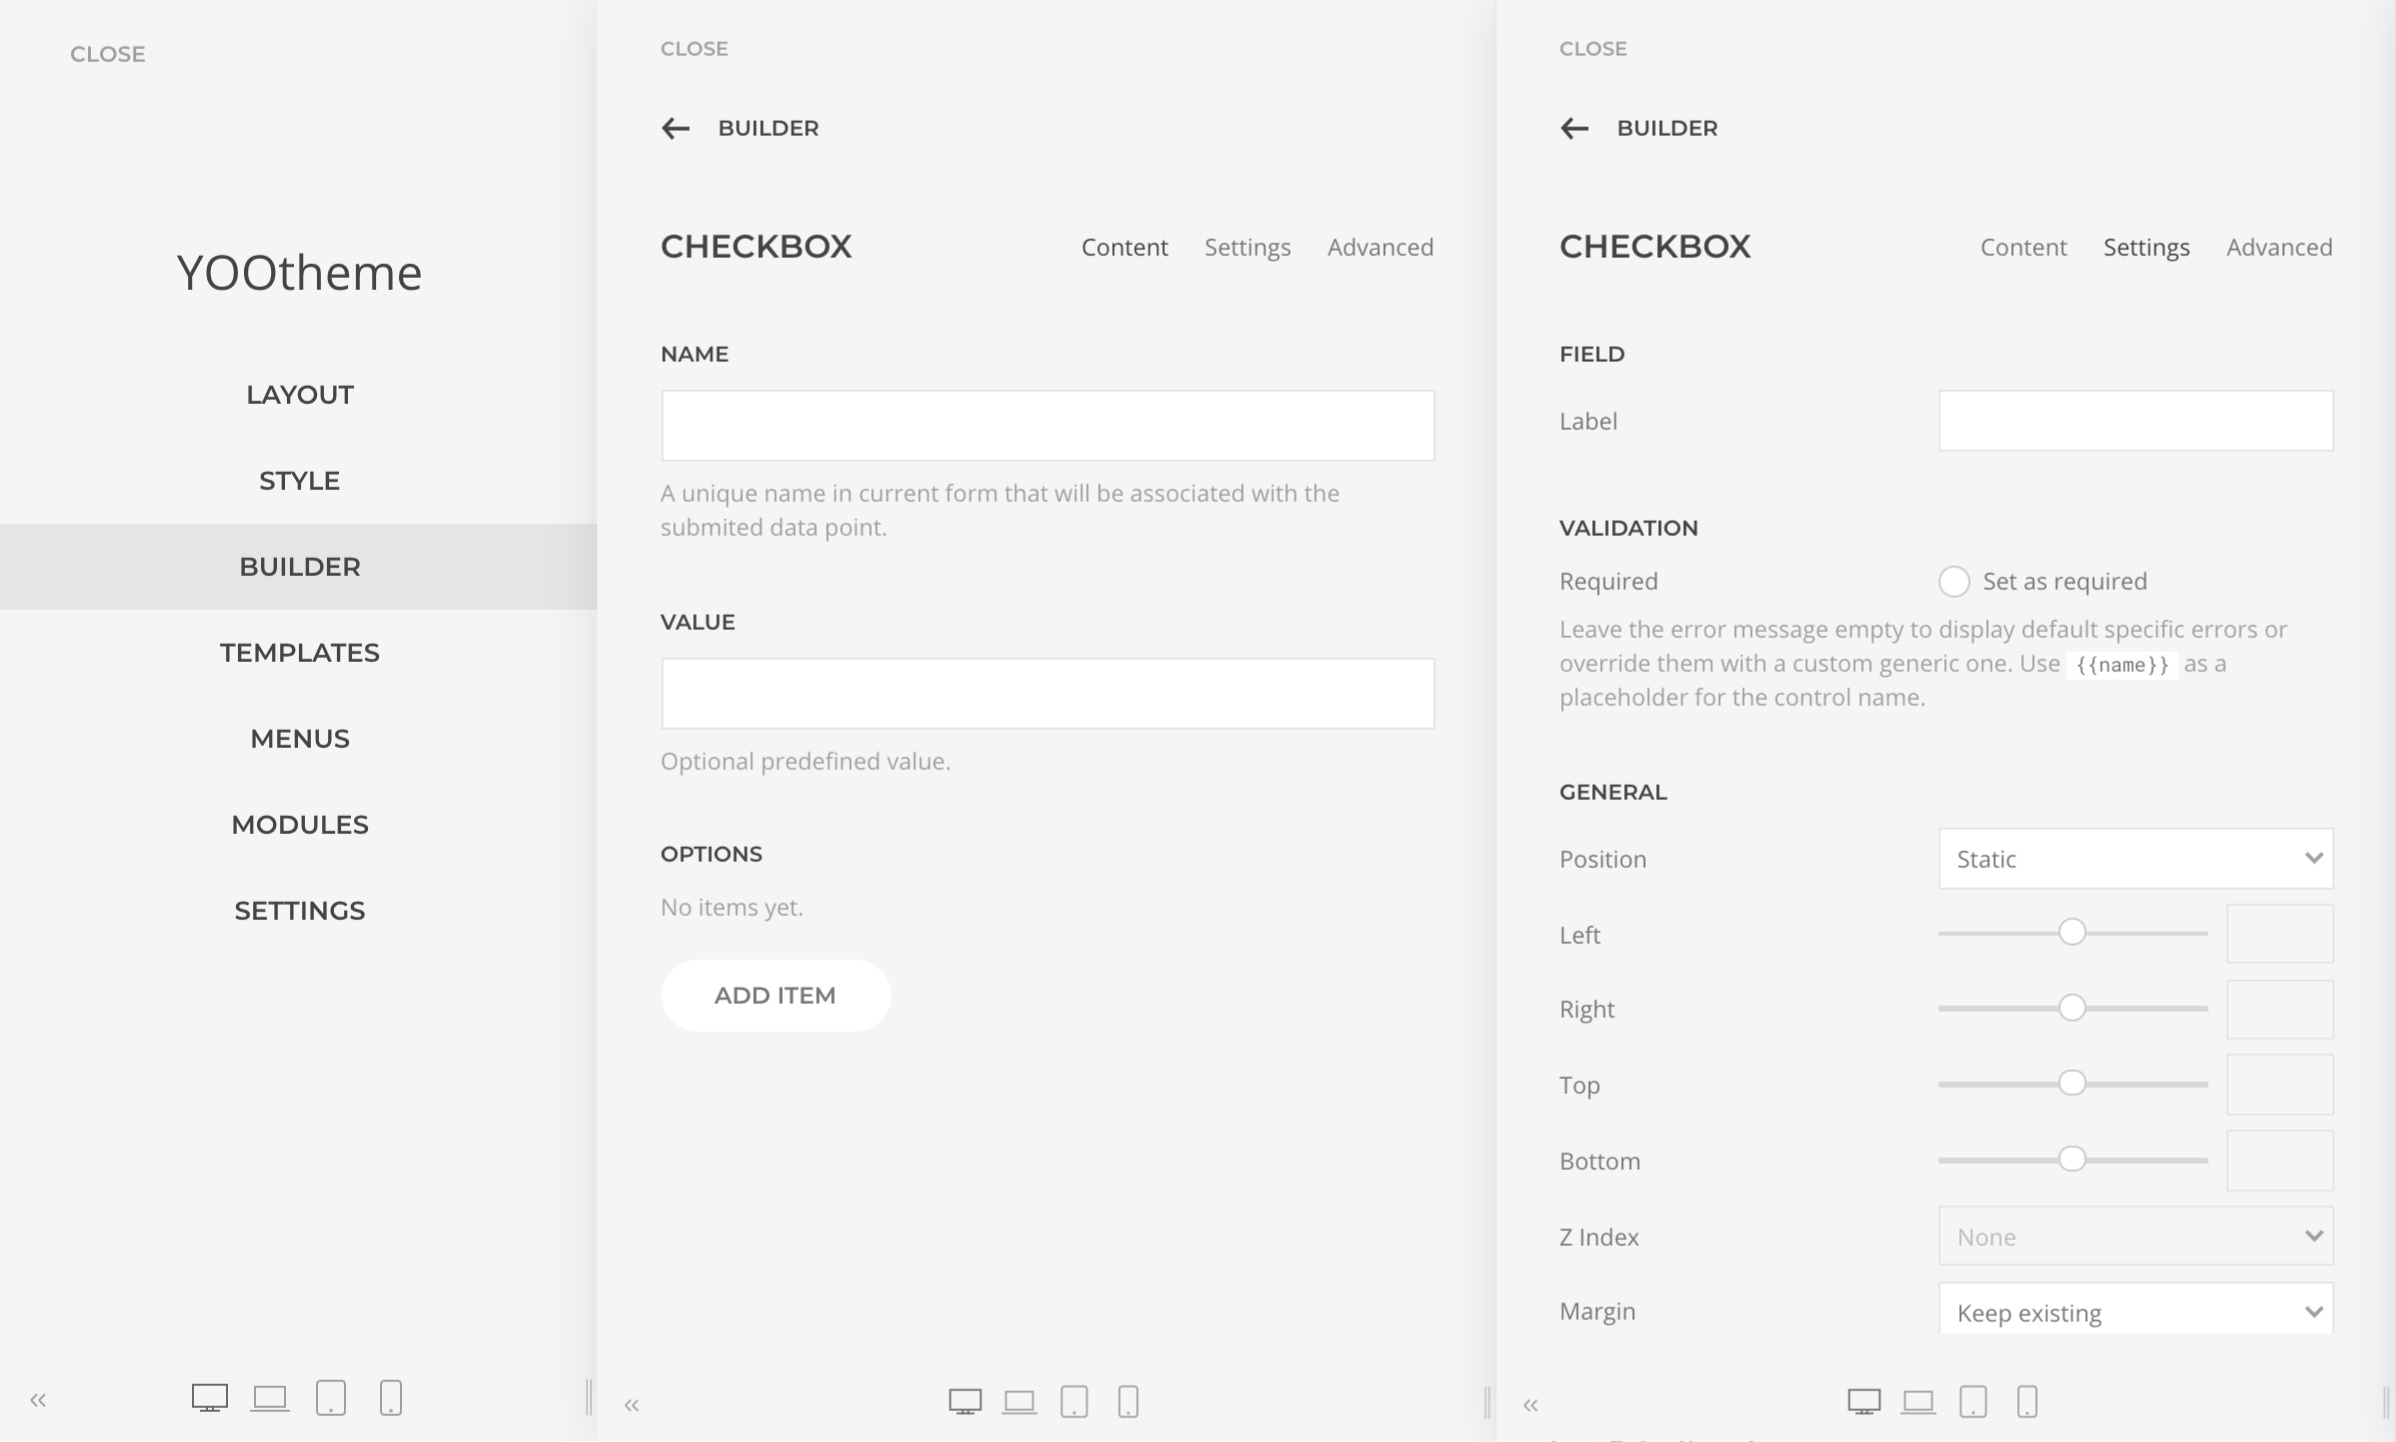 CLOSE
YOOtheme
LAYOUT
STYLE
BUILDER
TEMPLATES
MENUS
MODULES
SETTINGS
CLOSE
BUILDER
CHECKBOX
Content Settings Advanced
NAME
A unique name in current form that will be associated with the
submited data point.
VALUE
Optional predefined value.
OPTIONS
No items yet.
ADD ITEM
CLOSE
BUILDER
CHECKBOX
Content Settings Advanced
FIELD
Label
VALIDATION
Required Set as required
Leave the error message empty to display default specific errors or
override them with a custom generic one. Use {{name}} as a
placeholder for the control name.
GENERAL
Position Static
Left
Right
Top
Bottom
Z Index None
Margin Keep existing